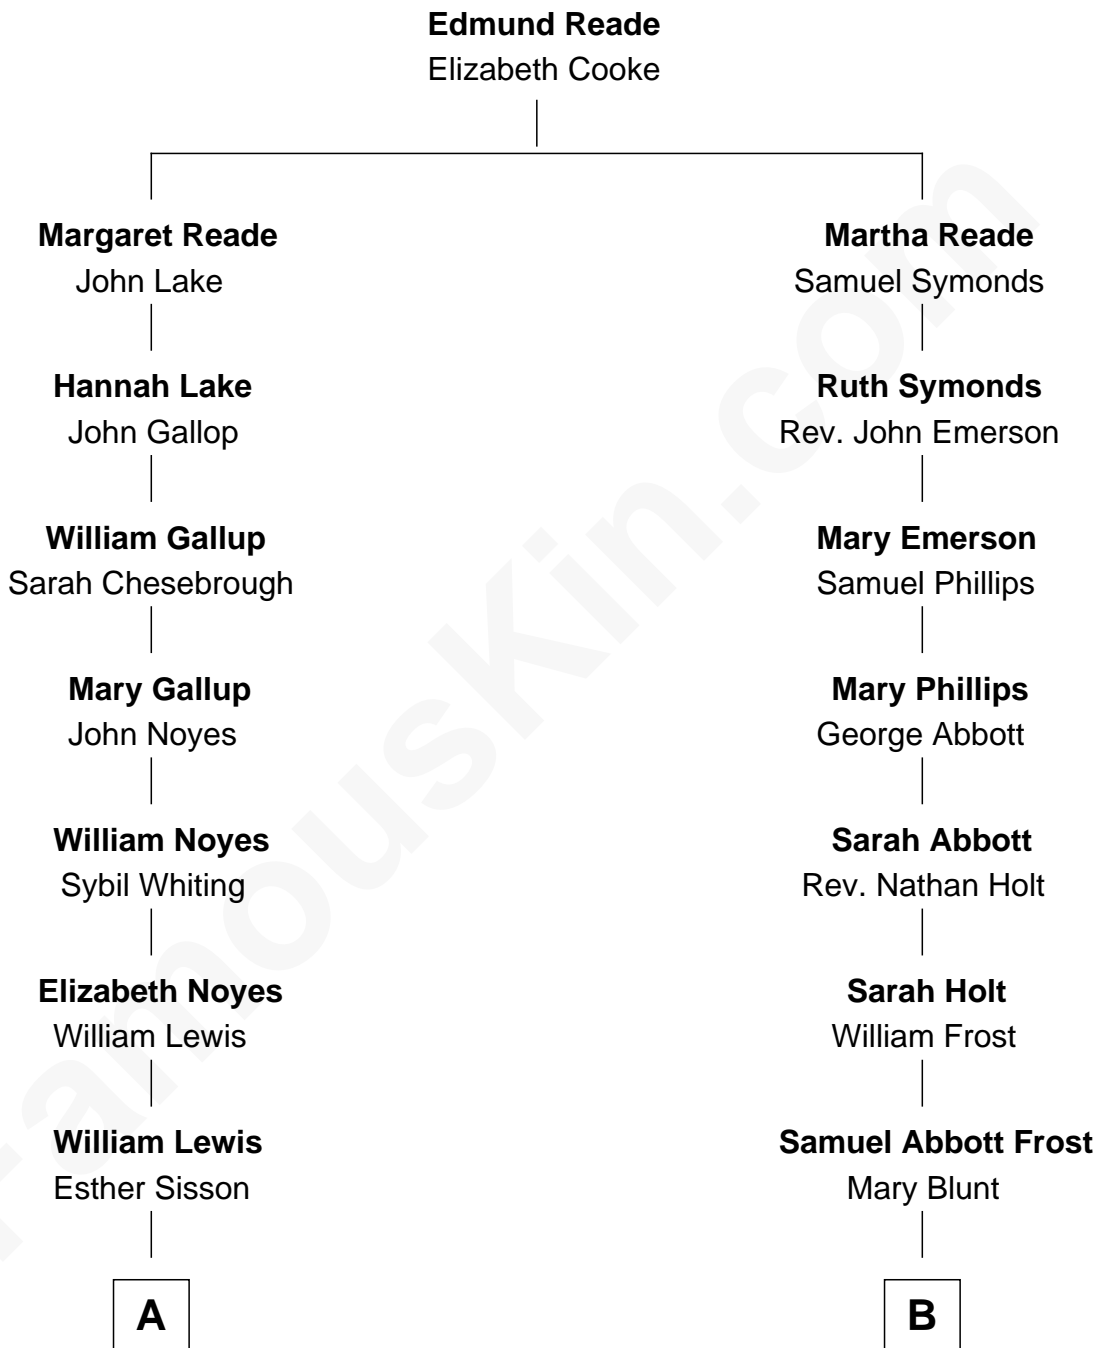 Edmund Reade
Elizabeth Cooke
Margaret Reade
John Lake
Hannah Lake
John Gallop
William Gallup
Sarah Chesebrough
Mary Gallup
John Noyes
William Noyes
Sybil Whiting
Elizabeth Noyes
William Lewis
William Lewis
Esther Sisson
A
Martha Reade
Samuel Symonds
Ruth Symonds
Rev. John Emerson
Mary Emerson
Samuel Phillips
Mary Phillips
George Abbott
Sarah Abbott
Rev. Nathan Holt
Sarah Holt
William Frost
Samuel Abbott Frost
Mary Blunt
B
FamousKin.com